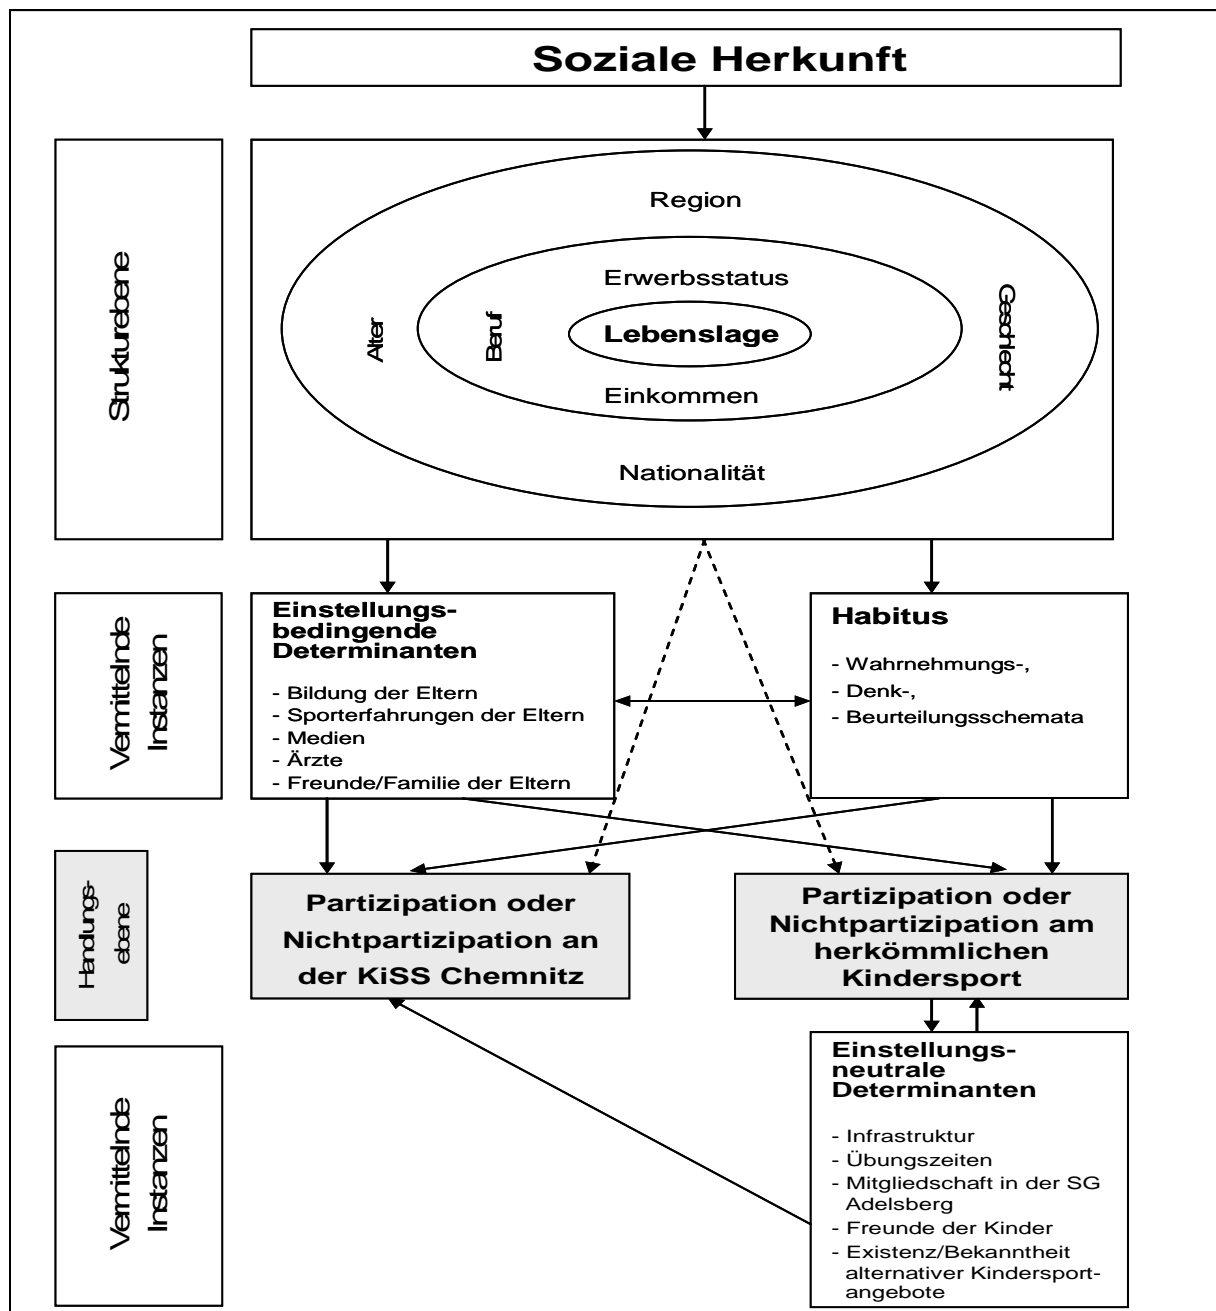 Soziale Herkunft
Strukturebene
Region
Erwerbsstatus
Alter
Beruf
Lebenslage
Geschlecht
Einkommen
Nationalität
Vermittelnde
Instanzen
Einstellungs-
bedingende
Determinanten
- Bildung der Eltern
- Sporterfahrungen der Eltern
- Medien
- Ärzte
- Freunde/Familie der Eltern
Habitus
- Wahrnehmungs-,
- Denk-,
- Beurteilungsschemata
Handlungs-
ebene
Partizipation oder
Nichtpartizipation an
der KiSS Chemnitz
Partizipation oder
Nichtpartizipation am
herkömmlichen
Kindersport
Vermittelnde
Instanzen
Einstellungs-
neutrale
Determinanten
- Infrastruktur
- Übungszeiten
- Mitgliedschaft in der SG
Adelsberg
- Freunde der Kinder
- Existenz/Bekanntheit
alternativer Kindersport-
angebote